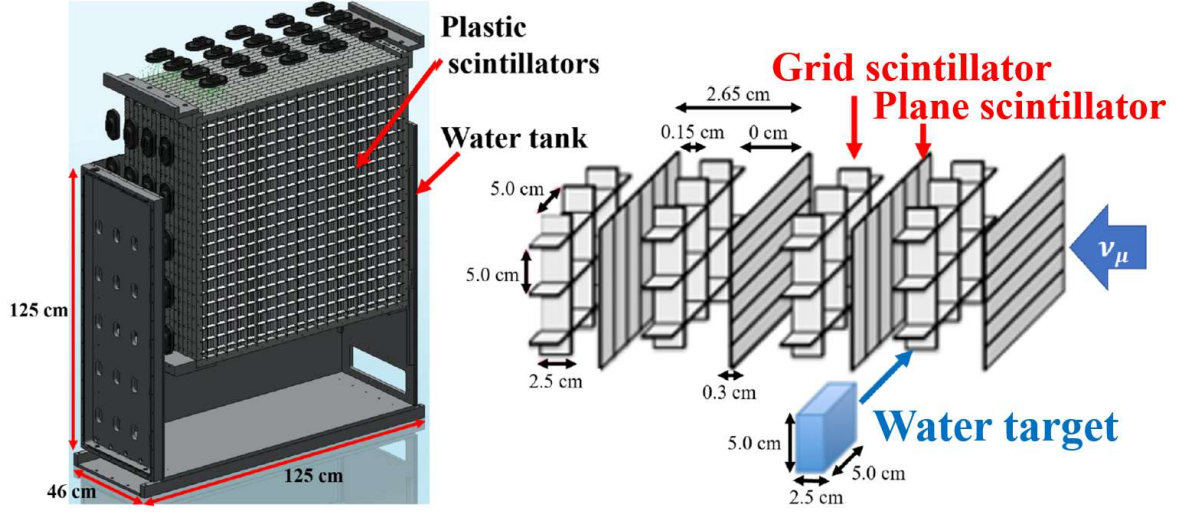 Plastic
scintillators
Water tank
125 cm
46 cm
125 cm
Grid scintillator
Plane scintillator
2.65 cm
0.15 cm
0 cm
5.0 cm
5.0 cm
2.5 cm
0.3 cm
νμ
Water target
5.0 cm
5.0 cm
2.5 cm